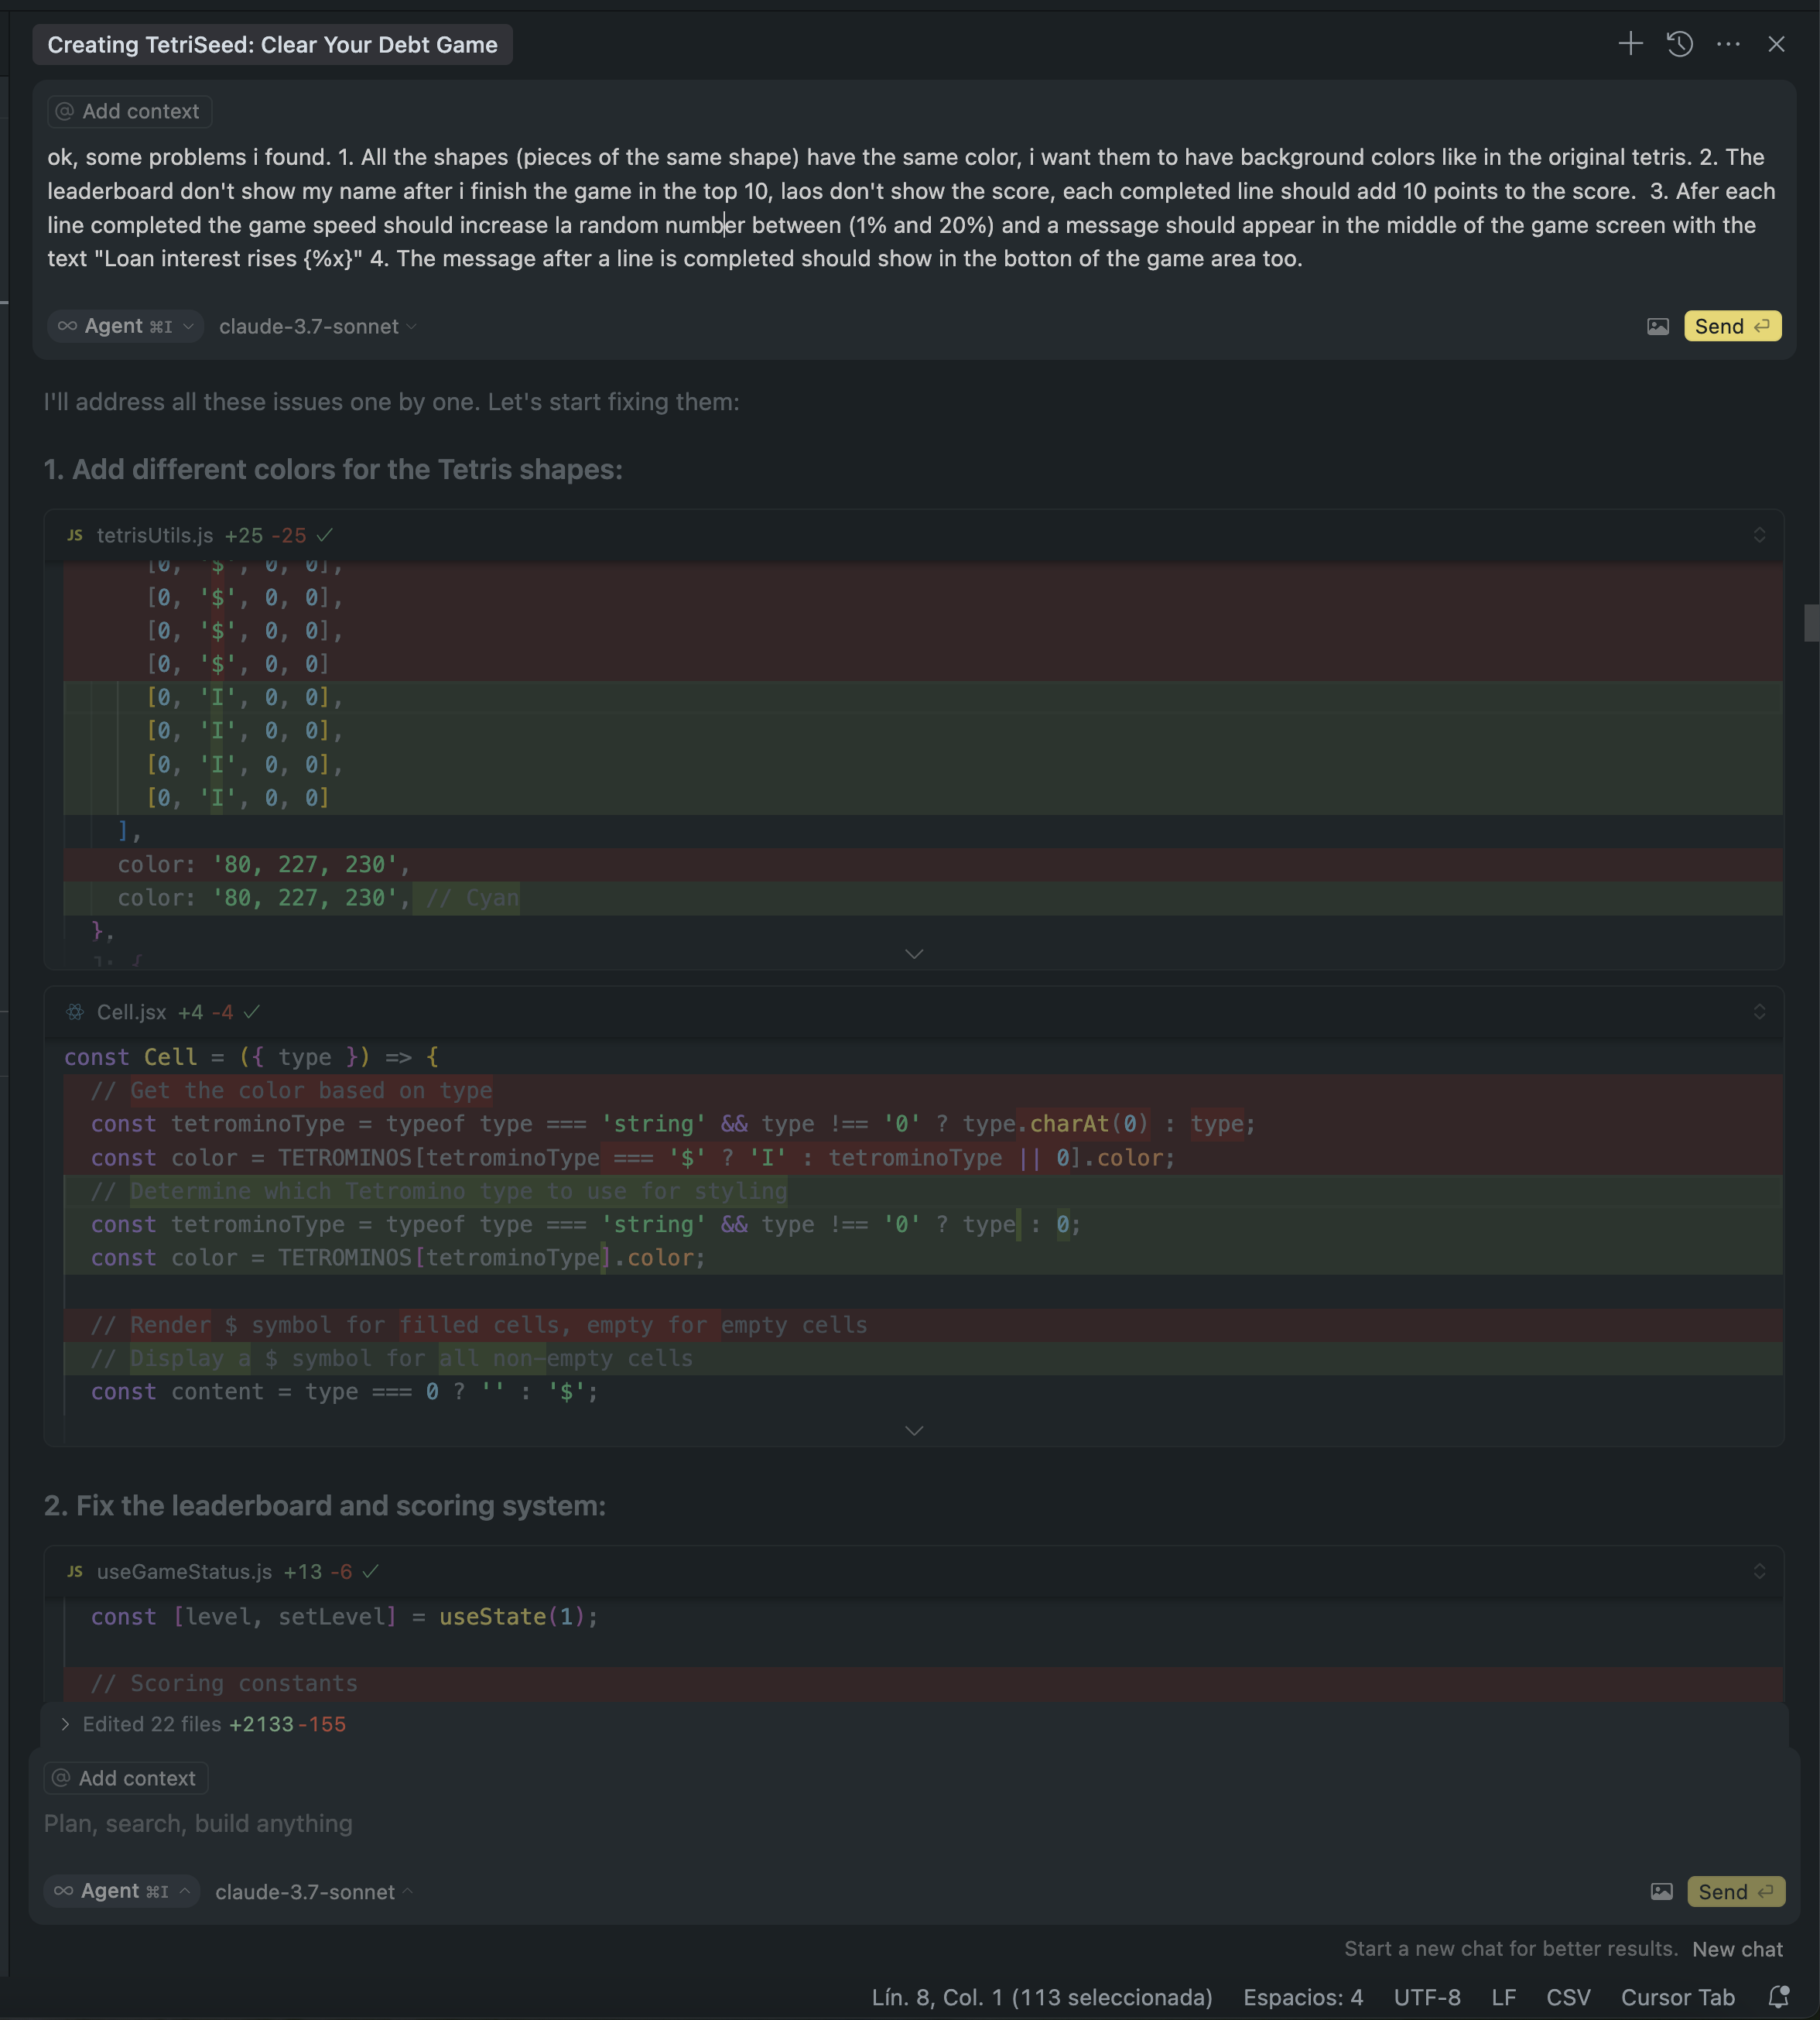 Creating TetriSeed: Clear Your Debt Game
@ Add context
ok, some problems i found. 1. All the shapes (pieces of the same shape) have the same color, i want them to have background colors like in the original tetris. 2. The
leaderboard don't show my name after i finish the game in the top 10, laos don't show the score, each completed line should add 10 points to the score.  3. Afer each
line completed the game speed should increase la random number between (1% and 20%) and a message should appear in the middle of the game screen with the
text "Loan interest rises {%x}" 4. The message after a line is completed should show in the botton of the game area too.
∞ Agent ⌘I claude-3.7-sonnet Send
I'll address all these issues one by one. Let's start fixing them:
1. Add different colors for the Tetris shapes:
JS tetrisUtils.js +25 -25
[0, '$', 0, 0],
[0, '$', 0, 0],
[0, '$', 0, 0],
[0, '$', 0, 0]
[0, 'I', 0, 0],
[0, 'I', 0, 0],
[0, 'I', 0, 0],
[0, 'I', 0, 0]
],
color: '80, 227, 230',
color: '80, 227, 230', // Cyan
},
Cell.jsx +4 -4
const Cell = ({ type }) => {
// Get the color based on type
const tetrominoType = typeof type === 'string' && type !== '0' ? type.charAt(0) : type;
const color = TETROMINOS[tetrominoType === '$' ? 'I' : tetrominoType || 0].color;
// Determine which Tetromino type to use for styling
const tetrominoType = typeof type === 'string' && type !== '0' ? type : 0;
const color = TETROMINOS[tetrominoType].color;
// Render $ symbol for filled cells, empty for empty cells
// Display a $ symbol for all non-empty cells
const content = type === 0 ? '' : '$';
2. Fix the leaderboard and scoring system:
JS useGameStatus.js +13 -6
const [level, setLevel] = useState(1);
// Scoring constants
> Edited 22 files +2133 -155
@ Add context
Plan, search, build anything
∞ Agent ⌘I claude-3.7-sonnet Send
Start a new chat for better results. New chat
Lín. 8, Col. 1 (113 seleccionada) Espacios: 4 UTF-8 LF CSV Cursor Tab